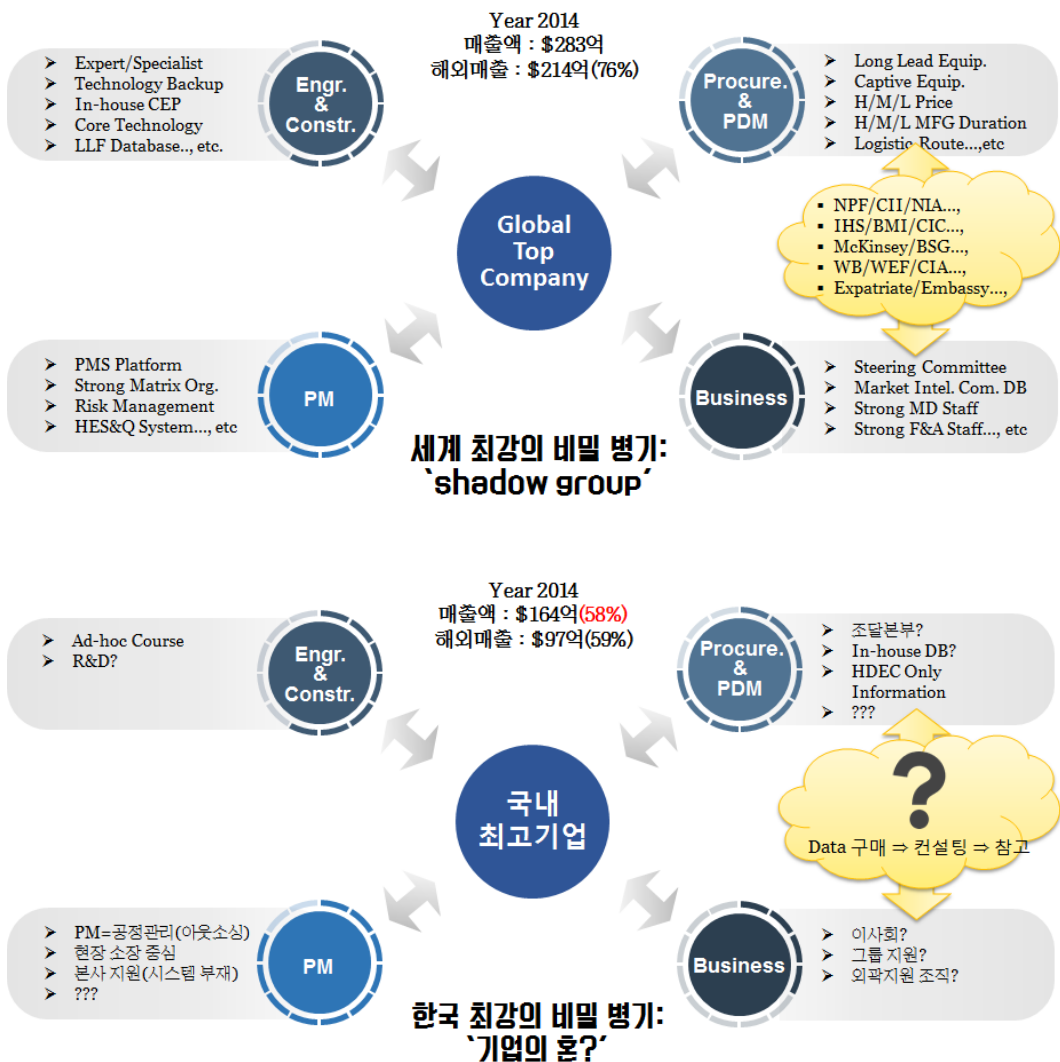 Year 2014
매출액 : $283억
해외매출 : $214억(76%)
➤ Expert/Specialist
➤ Technology Backup
➤ In-house CEP
➤ Core Technology
➤ LLF Database.., etc.
Engr.
&
Constr.
Procure.
&
PDM
➤ Long Lead Equip.
➤ Captive Equip.
➤ H/M/L Price
➤ H/M/L MFG Duration
➤ Logistic Route...,etc
Global
Top
Company
▪ NPF/CII/NIA...,
▪ IHS/BMI/CIC...,
▪ McKinsey/BSG...,
▪ WB/WEF/CIA...,
▪ Expatriate/Embassy...,
➤ PMS Platform
➤ Strong Matrix Org.
➤ Risk Management
➤ HES&Q System..., etc
PM
Business
➤ Steering Committee
➤ Market Intel. Com. DB
➤ Strong MD Staff
➤ Strong F&A Staff..., etc
세계 최강의 비밀 병기:
‘shadow group’
Year 2014
매출액 : $164억(58%)
해외매출 : $97억(59%)
➤ Ad-hoc Course
➤ R&D?
Engr.
&
Constr.
Procure.
&
PDM
➤ 조달본부?
➤ In-house DB?
➤ HDEC Only
Information
➤ ???
국내
최고기업
?
Data 구매 ⇒ 컨설팅 ⇒ 참고
➤ PM=공정관리(아웃소싱)
➤ 현장 소장 중심
➤ 본사 지원(시스템 부재)
➤ ???
PM
Business
➤ 이사회?
➤ 그룹 지원?
➤ 외곽지원 조직?
한국 최강의 비밀 병기:
‘기업의 혼?’